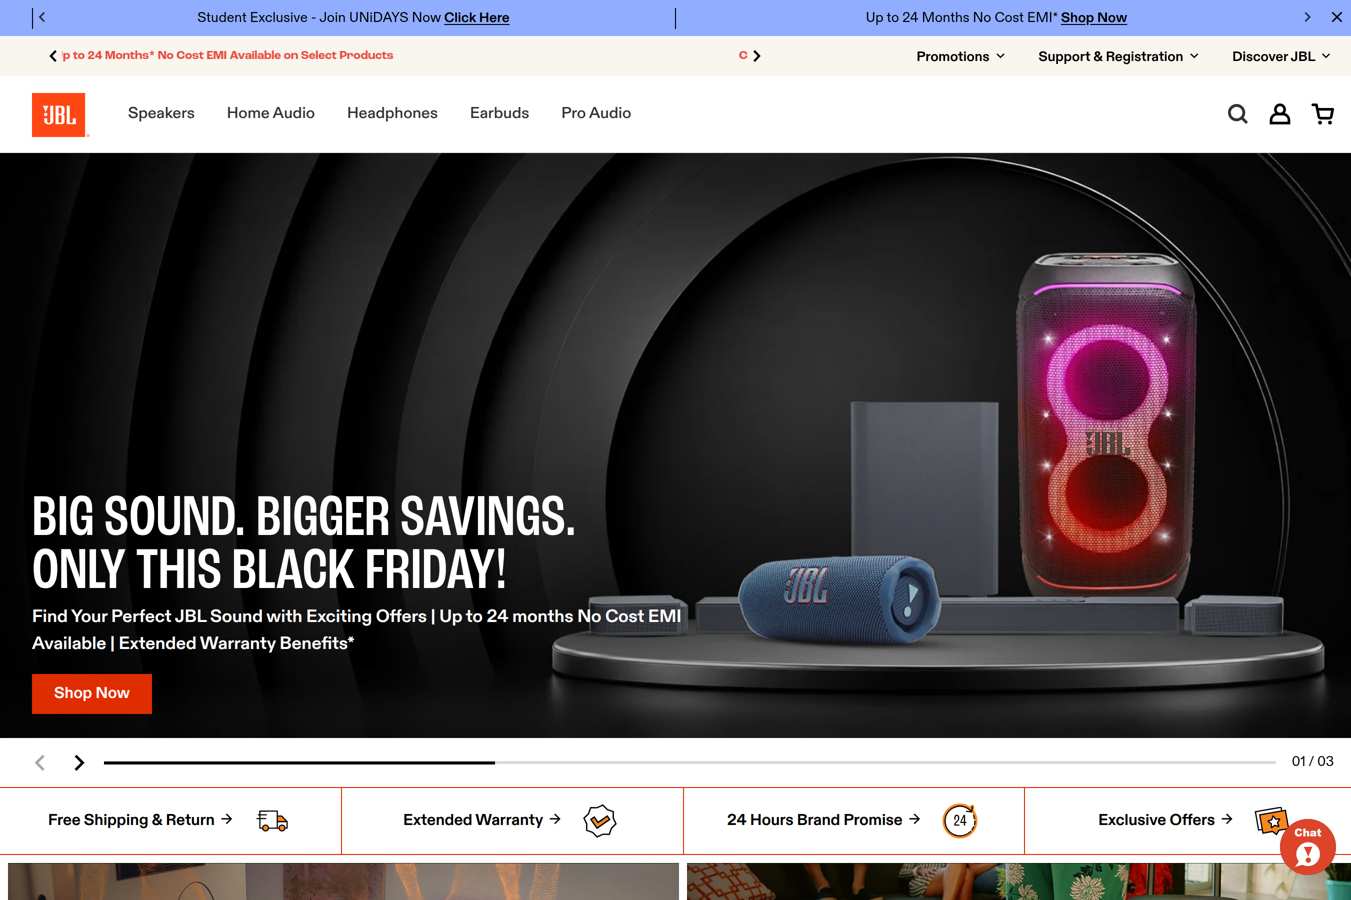 Student Exclusive - Join UNiDAYS Now Click Here
Up to 24 Months No Cost EMI* Shop Now
p to 24 Months* No Cost EMI Available on Select Products
C
Promotions
Support & Registration
Discover JBL
JBL
Speakers
Home Audio
Headphones
Earbuds
Pro Audio
JBL
JBL
BIG SOUND. BIGGER SAVINGS.
ONLY THIS BLACK FRIDAY!
Find Your Perfect JBL Sound with Exciting Offers | Up to 24 months No Cost EMI
Available | Extended Warranty Benefits*
Shop Now
01 / 03
Free Shipping & Return
Extended Warranty
24 Hours Brand Promise
24
Exclusive Offers
Chat